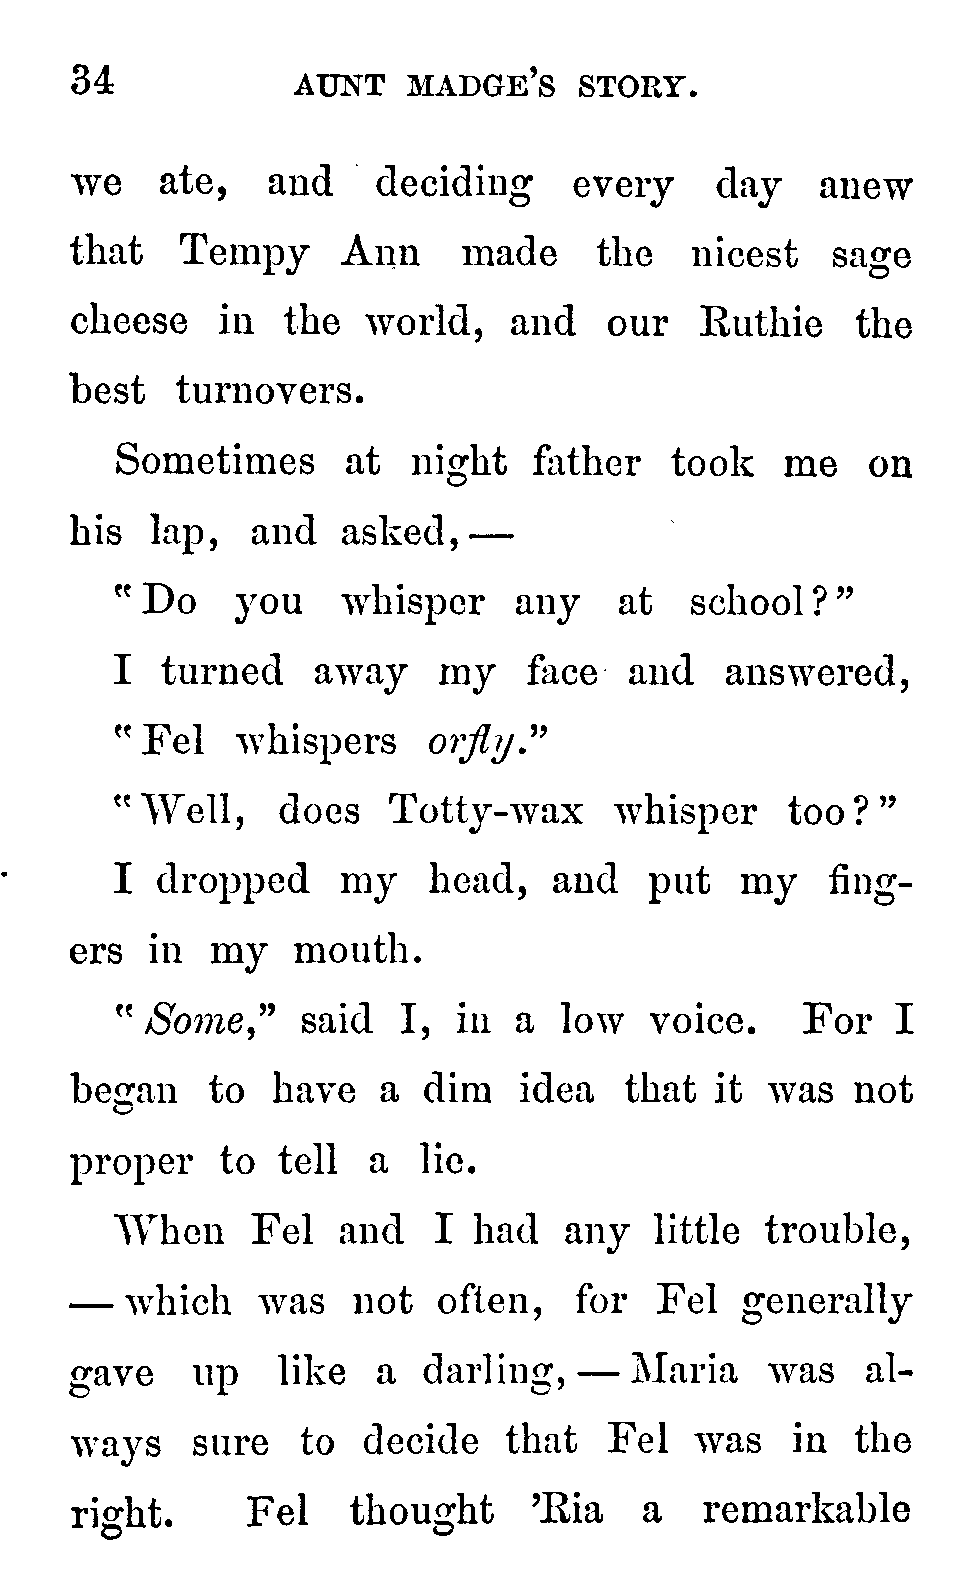 34 AUNT MADGE'S STORY.
we ate, and deciding every day anew
that Tempy Ann made the nicest sage
cheese in the world, and our Ruthie the
best turnovers.
Sometimes at night father took me on
his lap, and asked, —
"Do you whisper any at school?"
I turned away my face and answered,
"Fel whispers orfly."
"Well, does Totty-wax whisper too?"
I dropped my head, and put my fing-
ers in my mouth.
"Some," said I, in a low voice. For I
began to have a dim idea that it was not
proper to tell a lie.
When Fel and I had any little trouble,
— which was not often, for Fel generally
gave up like a darling, — Maria was al-
ways sure to decide that Fel was in the
right. Fel thought 'Ria a remarkable